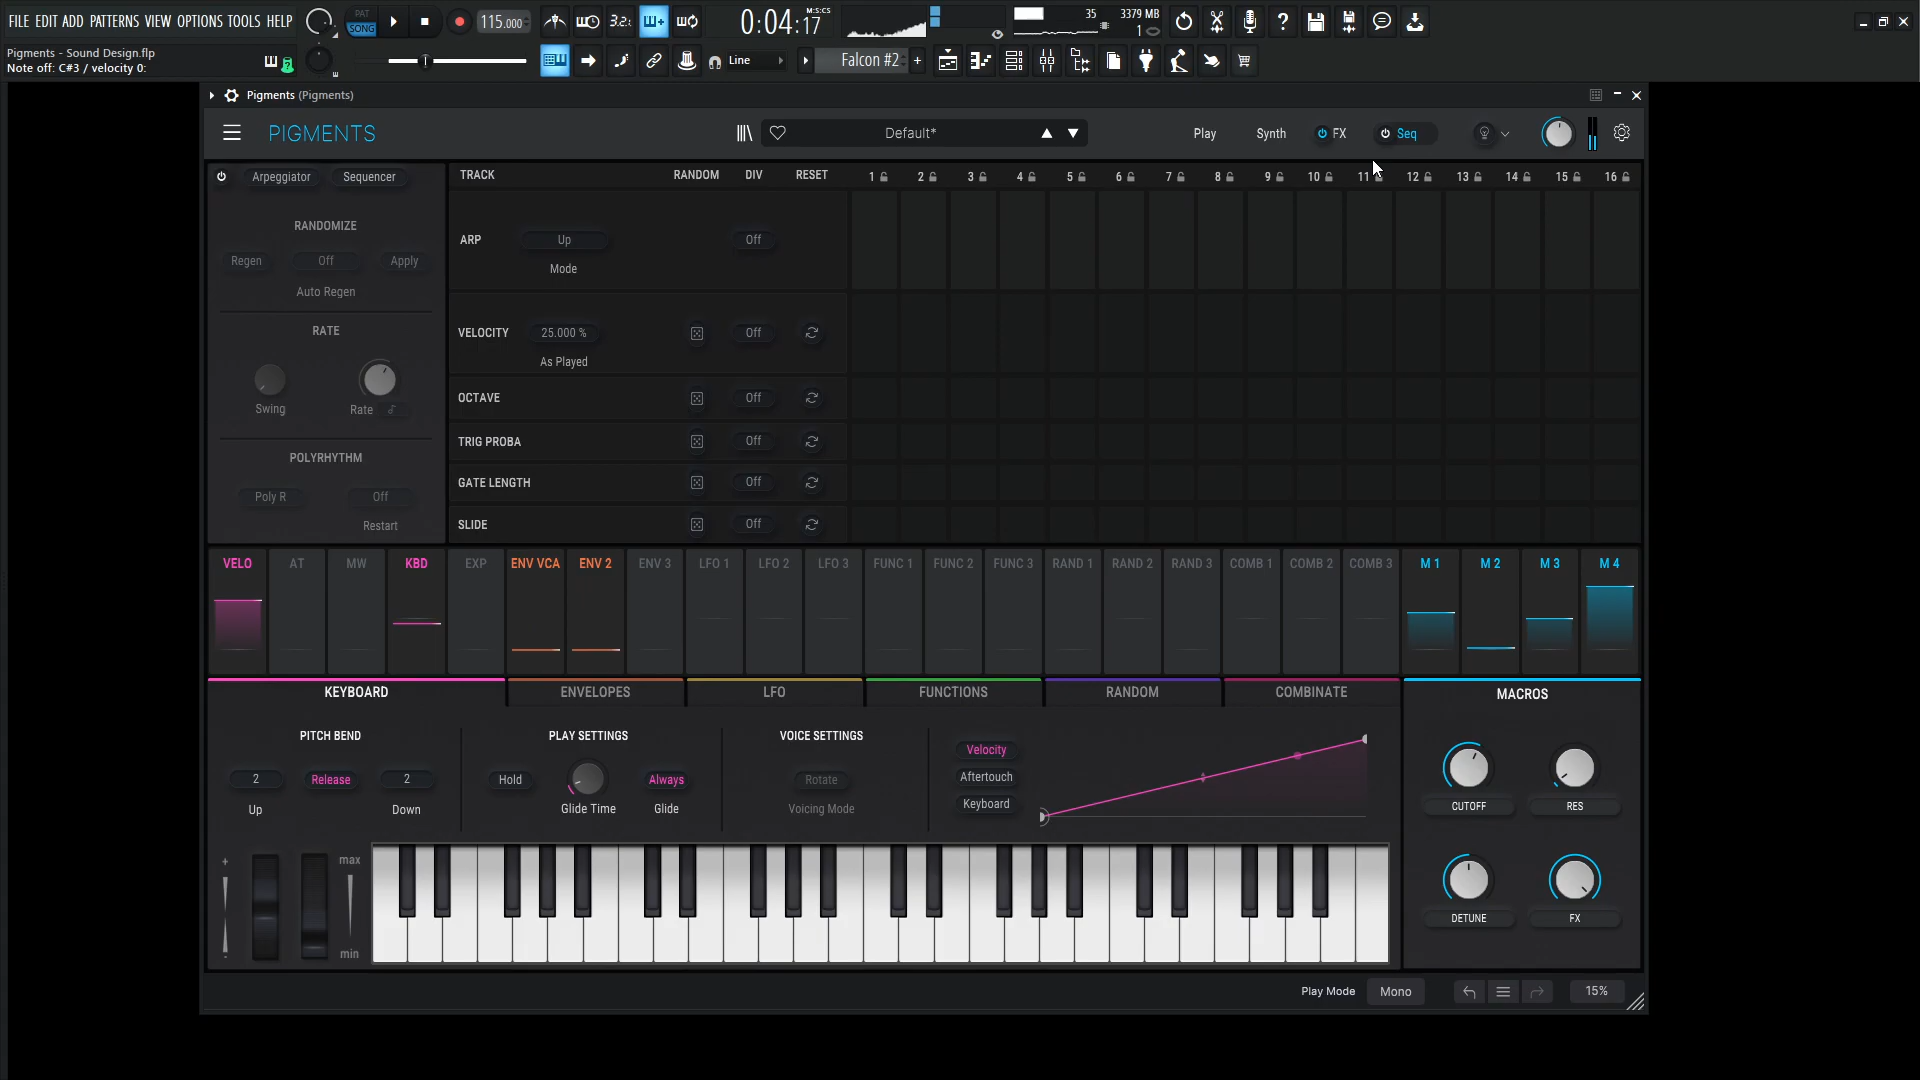 FILE EDIT ADD PATTERNS VIEW OPTIONS TOOLS HELP
PAT
SONG
115.000
3.2:
0:04:17
M:S:CS
35
3379 MB
1
Pigments - Sound Design.flp
Note off: C#3 / velocity 0:
Line
Falcon #2
+
Pigments (Pigments)
PIGMENTS
Default*
Play
Synth
FX
Seq
Arpeggiator
Sequencer
TRACK
RANDOM
DIV
RESET
1 2 3 4 5 6 7 8 9 10 11 12 13 14 15 16
RANDOMIZE
Regen
Off
Apply
Auto Regen
ARP
Up
Off
Mode
RATE
Swing
Rate
VELOCITY
25.000 %
Off
As Played
OCTAVE
Off
TRIG PROBA
Off
POLYRHYTHM
Poly R
Off
Restart
GATE LENGTH
Off
SLIDE
Off
VELO
AT
MW
KBD
EXP
ENV VCA
ENV 2
ENV 3
LFO 1
LFO 2
LFO 3
FUNC 1
FUNC 2
FUNC 3
RAND 1
RAND 2
RAND 3
COMB 1
COMB 2
COMB 3
M 1
M 2
M 3
M 4
KEYBOARD
ENVELOPES
LFO
FUNCTIONS
RANDOM
COMBINATE
MACROS
PITCH BEND
2
Release
2
Up
Down
PLAY SETTINGS
Hold
Always
Glide Time
Glide
VOICE SETTINGS
Rotate
Voicing Mode
Velocity
Aftertouch
Keyboard
CUTOFF
RES
DETUNE
FX
+
-
max
min
Play Mode
Mono
15%